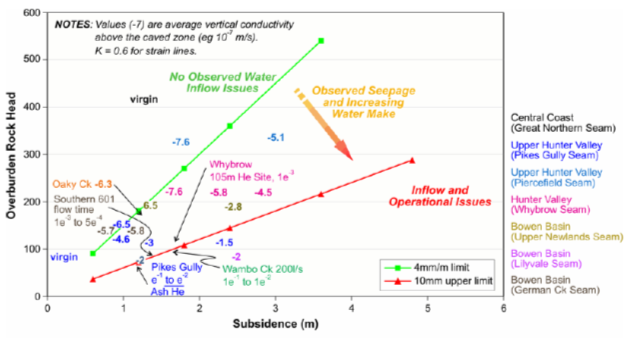 NOTES: Values (-7) are average vertical conductivity
above the caved zone (eg 10⁻⁷ m/s).
K = 0.6 for strain lines.
No Observed Water
Inflow Issues
Observed Seepage
and Increasing
Water Make
virgin
-7.6
-5.1
Whybrow
105m He Site, 1e⁻³
Oaky Ck -6.3
-7.6
-5.8
-4.5
Southern 601
flow time
1e⁻² to 5e⁻⁴
-6.5
-2.8
Inflow and
Operational Issues
-6.5
-5.7
-5.8
-4.6
-3
-1.5
virgin
-2
-2
Pikes Gully
e⁻¹ to e⁻²
Ash He
Wambo Ck 200l/s
1e⁻¹ to 1e⁻²
4mm/m limit
10mm upper limit
Overburden Rock Head
600
500
400
300
200
100
0
0
1
2
3
4
5
6
Subsidence (m)
Central Coast
(Great Northern Seam)
Upper Hunter Valley
(Pikes Gully Seam)
Upper Hunter Valley
(Piercefield Seam)
Hunter Valley
(Whybrow Seam)
Bowen Basin
(Upper Newlands Seam)
Bowen Basin
(Lilyvale Seam)
Bowen Basin
(German Ck Seam)